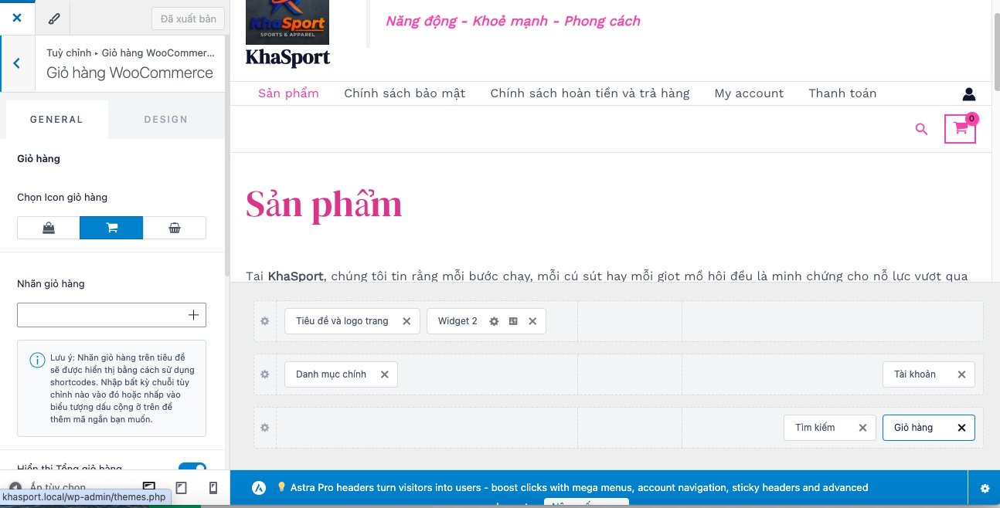 Đã xuất bản
Tuỳ chỉnh ▸ Giỏ hàng WooCommer...
Giỏ hàng WooCommerce
GENERAL
DESIGN
Giỏ hàng
Chọn Icon giỏ hàng
Nhãn giỏ hàng
Lưu ý: Nhãn giỏ hàng trên tiêu đề
sẽ được hiển thị bằng cách sử dụng
shortcodes. Nhập bất kỳ chuỗi tùy
chỉnh nào vào đó hoặc nhấp vào
biểu tượng dấu cộng ở trên để
thêm mã ngắn bạn muốn.
Hiển thị Tổng giỏ hàng
Ẩn tùy chọn
khasport.local/wp-admin/themes.php
KhaSport
SPORTS & APPAREL
KhaSport
Năng động - Khoẻ mạnh - Phong cách
Sản phẩm
Chính sách bảo mật
Chính sách hoàn tiền và trả hàng
My account
Thanh toán
0
Sản phẩm
Tại KhaSport, chúng tôi tin rằng mỗi bước chạy, mỗi cú sút hay mỗi giọt mồ hôi đều là minh chứng cho nỗ lực vượt qua
Tiêu đề và logo trang
Widget 2
Danh mục chính
Tài khoản
Tìm kiếm
Giỏ hàng
💡 Astra Pro headers turn visitors into users - boost clicks with mega menus, account navigation, sticky headers and advanced